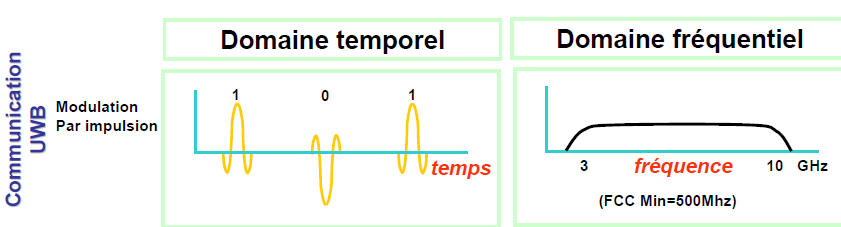 Domaine temporel
Domaine fréquentiel
Communication
UWB
Modulation
Par impulsion
1 0 1
temps
3 fréquence 10 GHz
(FCC Min=500Mhz)